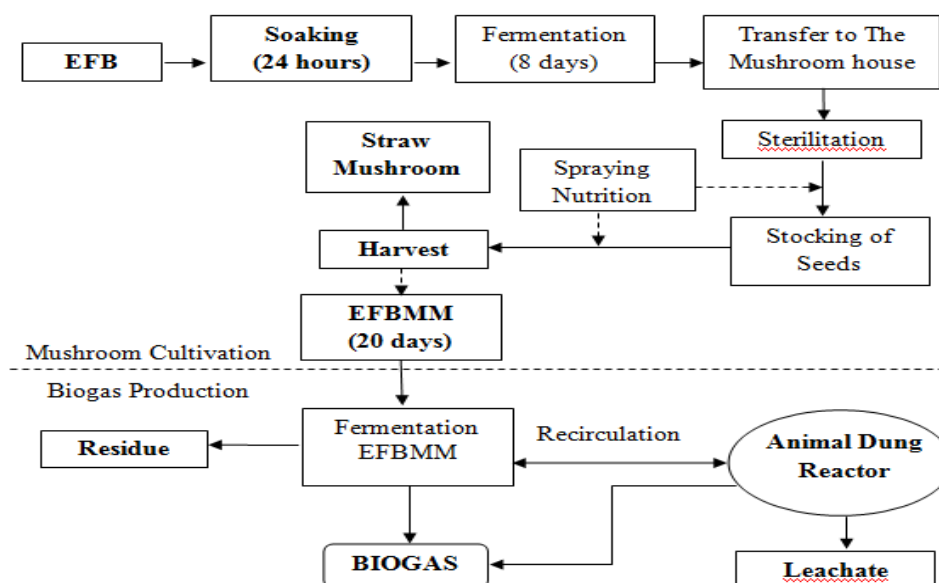 EFB
Soaking
(24 hours)
Fermentation
(8 days)
Transfer to The
Mushroom house
Sterilitation
Straw
Mushroom
Spraying
Nutrition
Harvest
Stocking of
Seeds
EFBMM
(20 days)
Mushroom Cultivation
Biogas Production
Fermentation
EFBMM
Residue
Recirculation
Animal Dung
Reactor
BIOGAS
Leachate